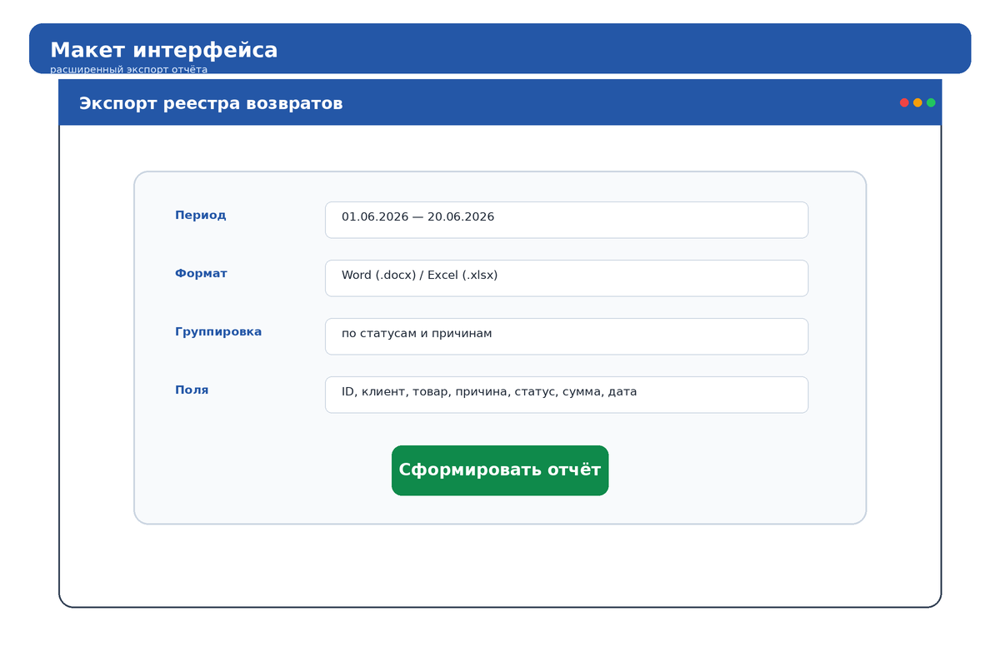 Макет интерфейса
расширенный экспорт отчёта
Экспорт реестра возвратов
Период
01.06.2026 — 20.06.2026
Формат
Word (.docx) / Excel (.xlsx)
Группировка
по статусам и причинам
Поля
ID, клиент, товар, причина, статус, сумма, дата
Сформировать отчёт